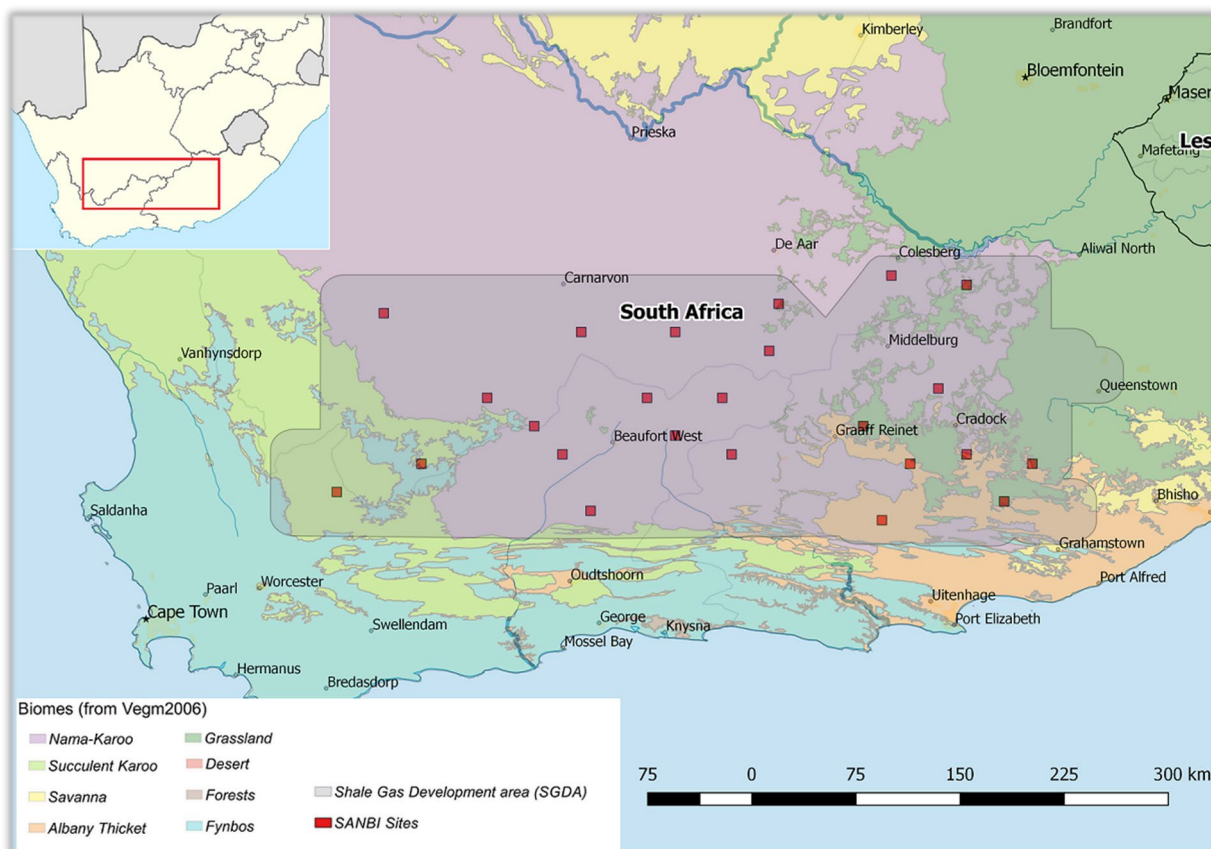 Kimberley
Brandfort
Bloemfontein
Maser
Prieska
Les
Mafetang
De Aar
Colesberg
Aliwal North
Carnarvon
South Africa
Vanhynsdorp
Middelburg
Queenstown
Beaufort West
Graaff Reinet
Cradock
Saldanha
Bhisho
Grahamstown
Paarl
Worcester
Oudtshoorn
Port Alfred
Cape Town
Uitenhage
Swellendam
George
Knysna
Port Elizabeth
Mossel Bay
Hermanus
Bredasdorp
Biomes (from Vegm2006)
Nama-Karoo
Grassland
Succulent Karoo
Desert
Savanna
Forests
Shale Gas Development area (SGDA)
Albany Thicket
Fynbos
SANBI Sites
75 0 75 150 225 300 km